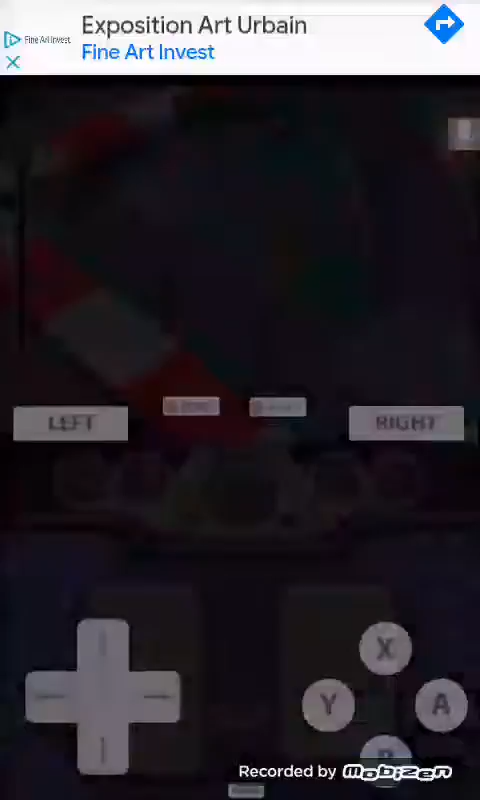 Exposition Art Urbain
Fine Art Invest
Fine Art Invest
LEFT
RIGHT
X
Y
A
Recorded by Mobizen